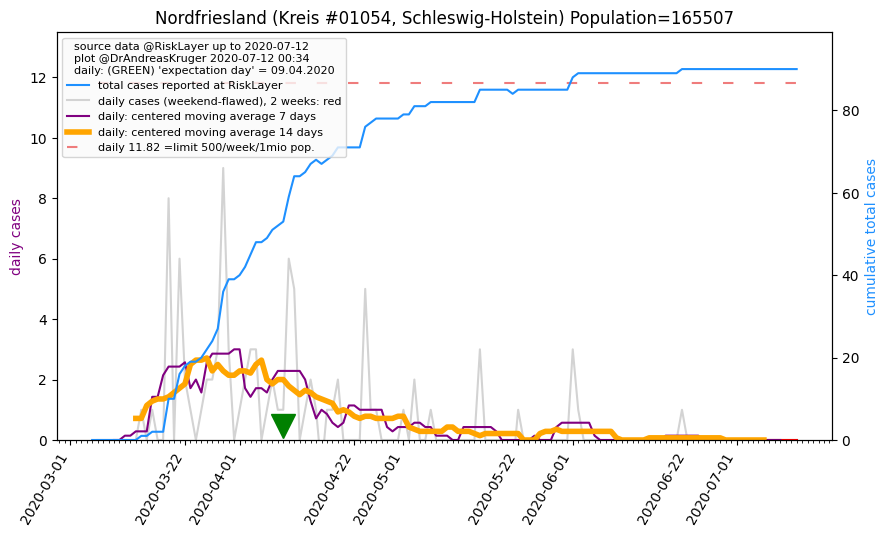 Nordfriesland (Kreis #01054, Schleswig-Holstein) Population=165507
source data @RiskLayer up to 2020-07-12
plot @DrAndreasKruger 2020-07-12 00:34
daily: (GREEN) 'expectation day' = 09.04.2020
total cases reported at RiskLayer
daily cases (weekend-flawed), 2 weeks: red
daily: centered moving average 7 days
daily: centered moving average 14 days
daily 11.82 =limit 500/week/1mio pop.
daily cases
12
10
8
6
4
2
0
cumulative total cases
80
60
40
20
0
2020-03-01
2020-03-22
2020-04-01
2020-04-22
2020-05-01
2020-05-22
2020-06-01
2020-06-22
2020-07-01